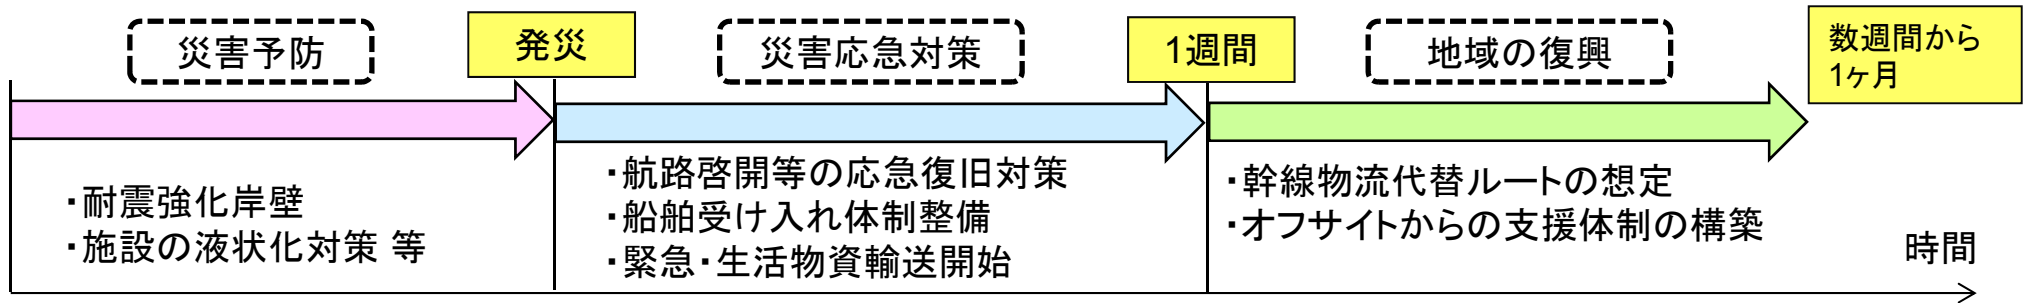 災害予防
発災
災害応急対策
1週間
地域の復興
数週間から
1ヶ月
・耐震強化岸壁
・施設の液状化対策 等
・航路啓開等の応急復旧対策
・船舶受け入れ体制整備
・緊急・生活物資輸送開始
・幹線物流代替ルートの想定
・オフサイトからの支援体制の構築
時間